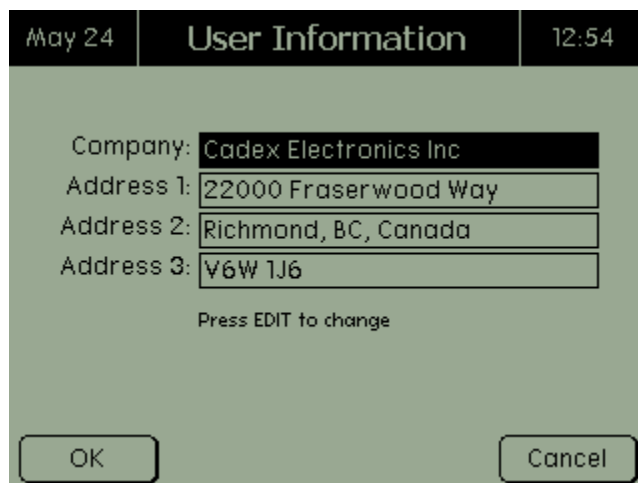 May 24 User Information 12:54
Company: Cadex Electronics Inc
Address 1: 22000 Fraserwood Way
Address 2: Richmond, BC, Canada
Address 3: V6W 1J6
Press EDIT to change
OK Cancel